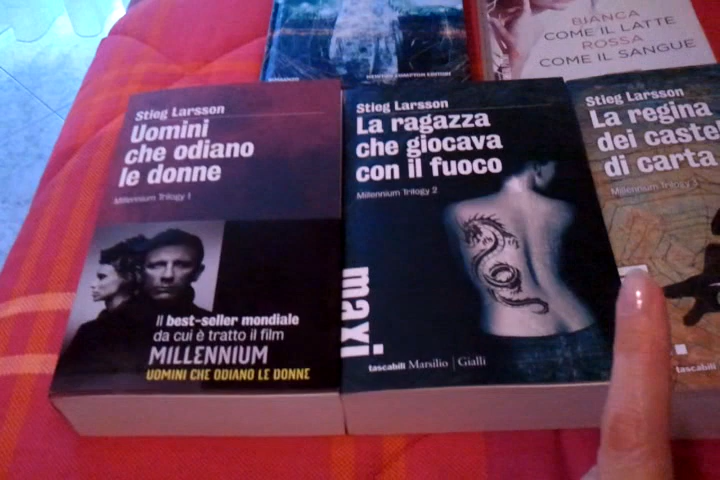 BIANCA
COME IL LATTE
ROSSA
COME IL SANGUE
Stieg Larsson
Uomini
che odiano
le donne
Millennium Trilogy 1
Il best-seller mondiale
da cui è tratto il film
MILLENNIUM
UOMINI CHE ODIANO LE DONNE
Stieg Larsson
La ragazza
che giocava
con il fuoco
Millennium Trilogy 2
maxi
tascabili Marsilio | Gialli
Stieg Larsson
La regina
dei caste
di carta
Millennium Trilogy 3
tascabili